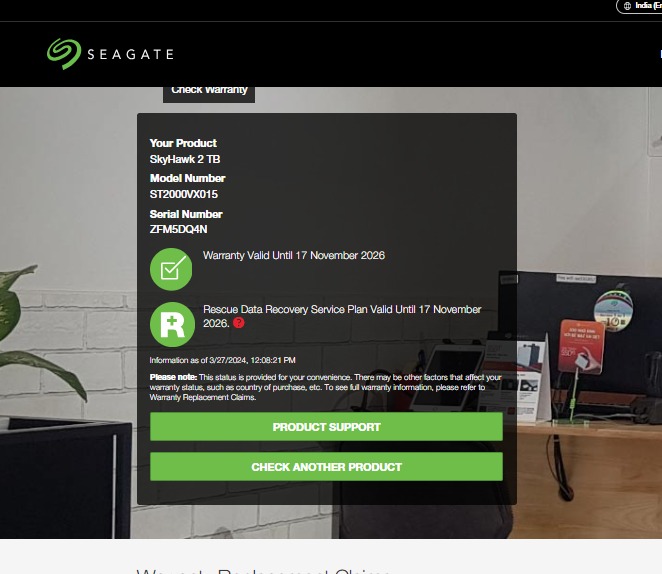 India (En
SEAGATE
Check Warranty
Your Product
SkyHawk 2 TB
Model Number
ST2000VX015
Serial Number
ZFM5DQ4N
Warranty Valid Until 17 November 2026
Rescue Data Recovery Service Plan Valid Until 17 November
2026.
Information as of 3/27/2024, 12:08:21 PM
Please note: This status is provided for your convenience. There may be other factors that affect your
warranty status, such as country of purchase, etc. To see full warranty information, please refer to
Warranty Replacement Claims.
PRODUCT SUPPORT
CHECK ANOTHER PRODUCT
Warranty Replacement Claims